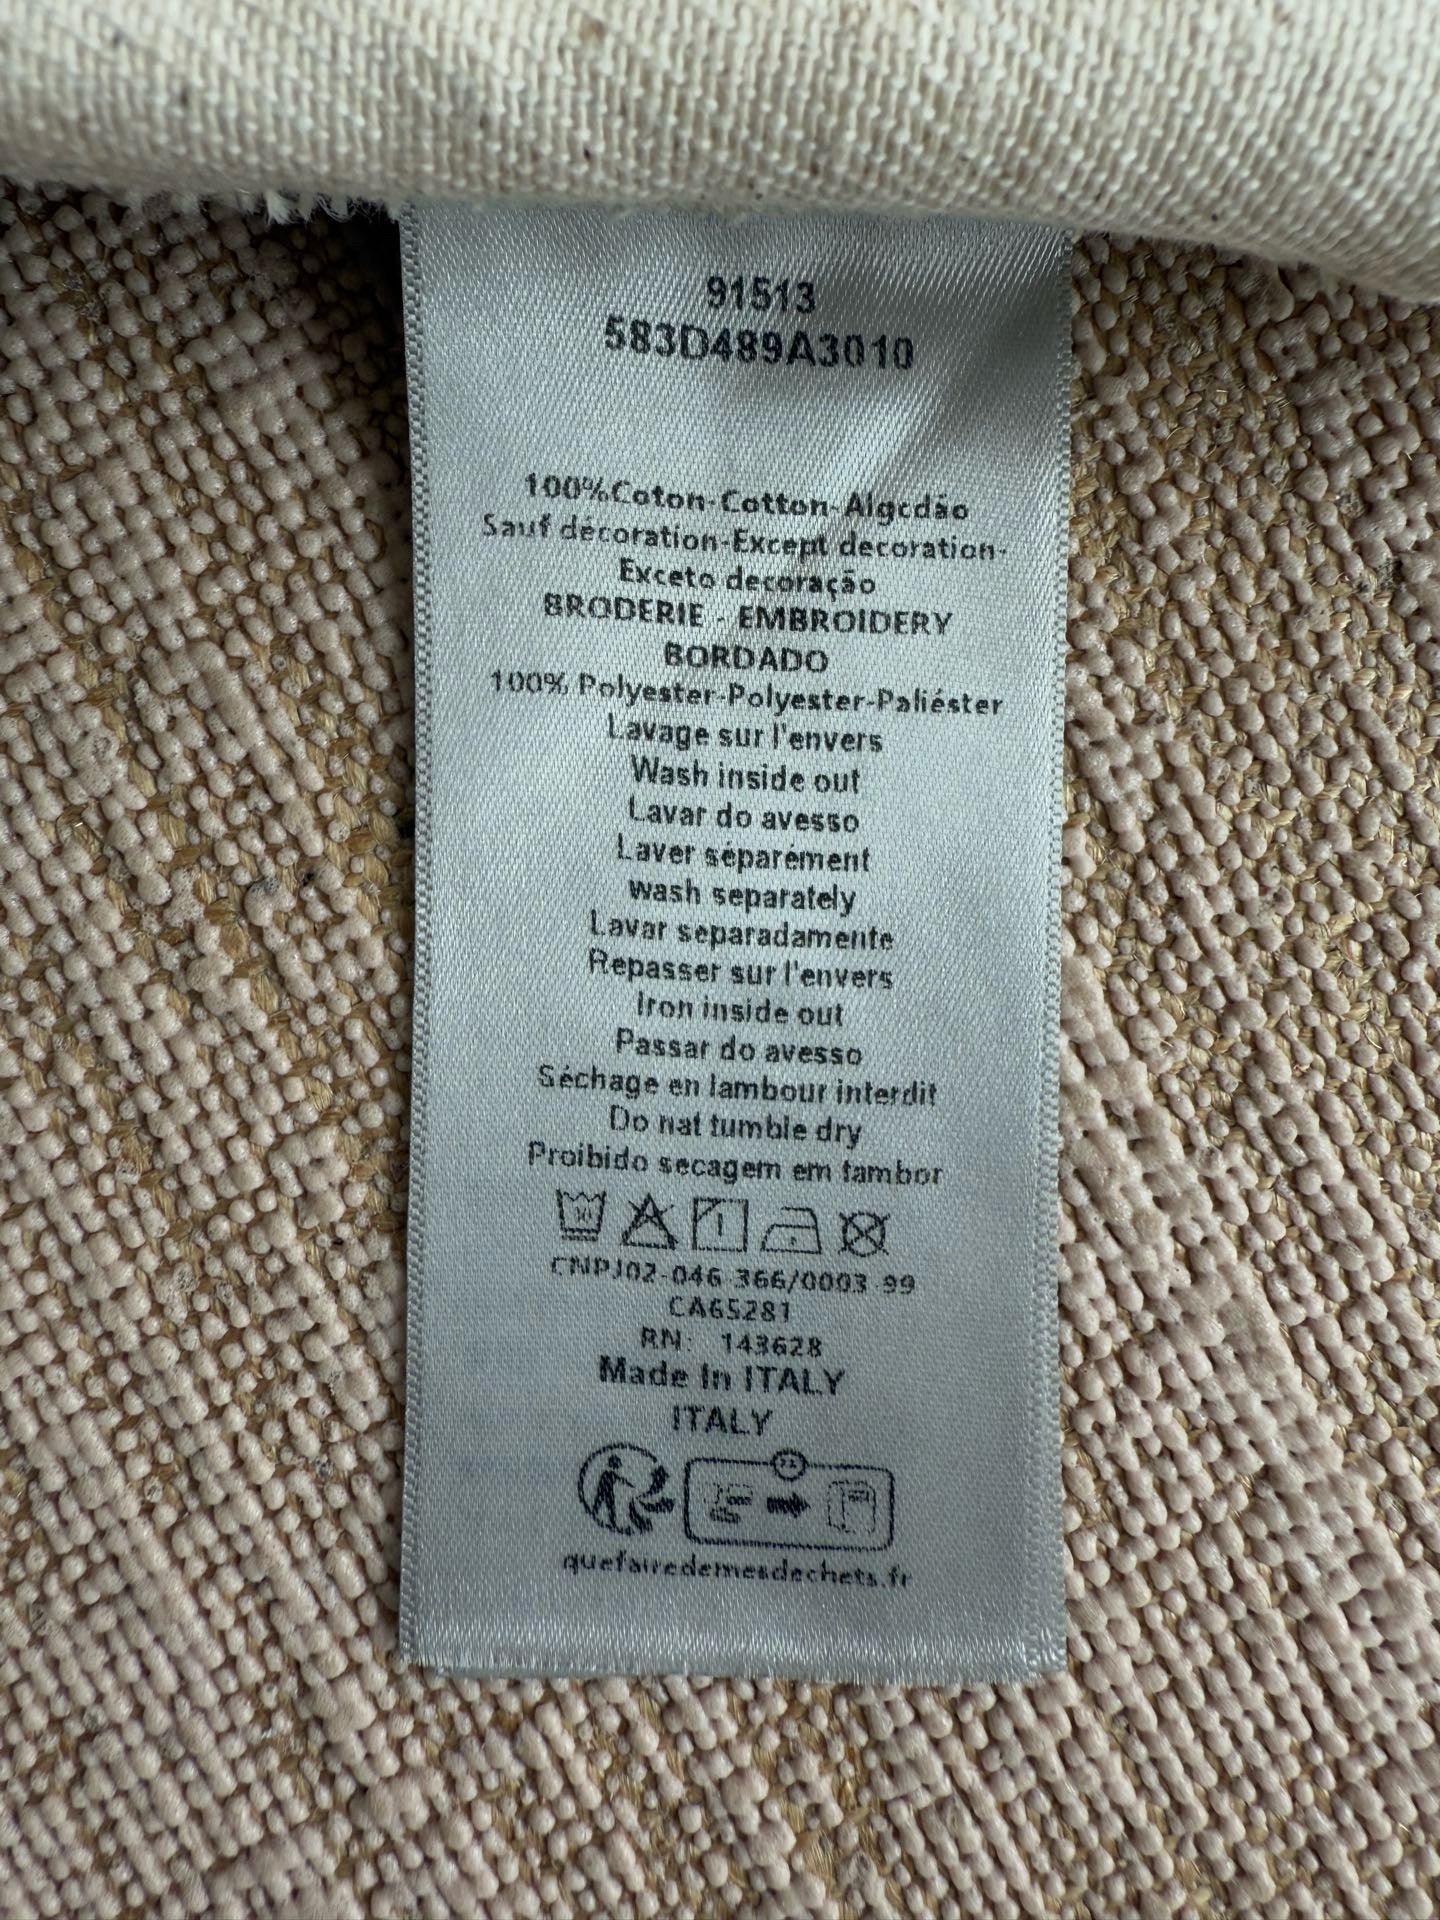 91513
583D489A3010
100%Coton-Cotton-Algcdão
Sauf décoration-Except decoration-
Exceto decoração
BRODERIE - EMBROIDERY
BORDADO
100% Polyester-Polyester-Paliéster
Lavage sur l'envers
Wash inside out
Lavar do avesso
Laver séparément
wash separately
Lavar separadamente
Repasser sur l'envers
Iron inside out
Passar do avesso
Séchage en lambour interdit
Do nat tumble dry
Proibido secagem em tambor
30
CNPJ02-046 366/0003-99
CA65281
RN: 143628
Made In ITALY
ITALY
quefairedemesdechets.fr